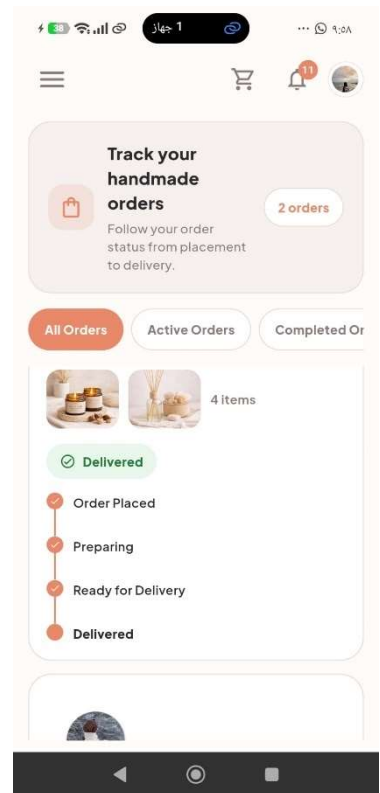 38
1 جهاز
... ٩:٥٨
11
Track your
handmade
orders
Follow your order
status from placement
to delivery.
2 orders
All Orders
Active Orders
Completed Or
4 items
Delivered
Order Placed
Preparing
Ready for Delivery
Delivered